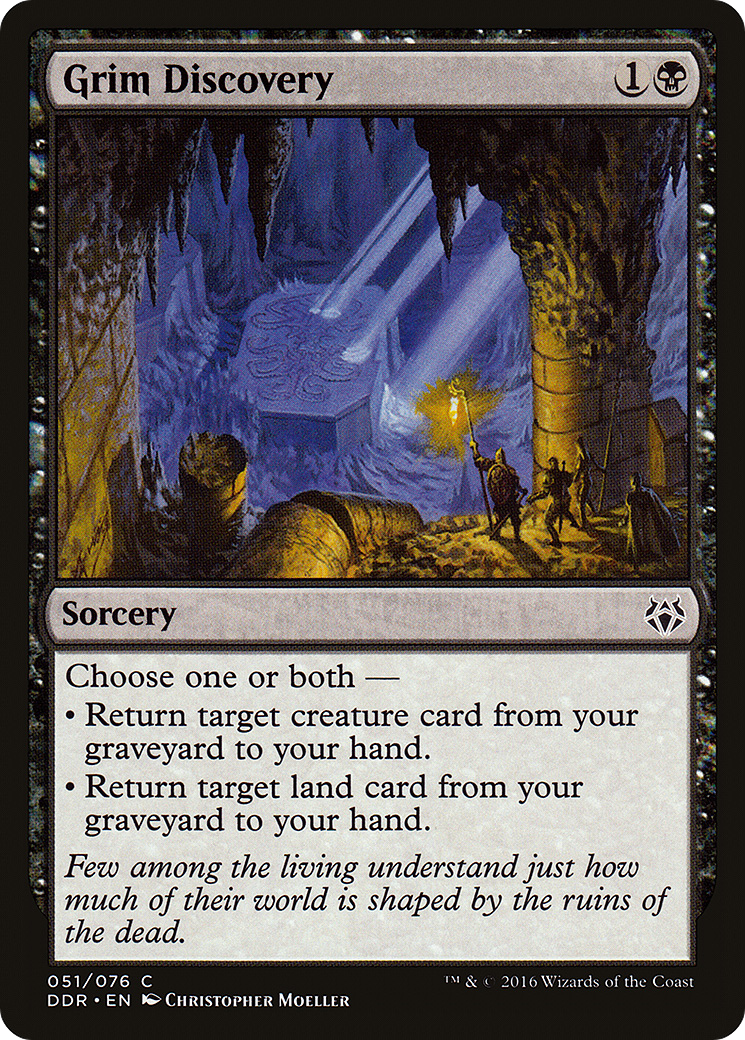 Grim Discovery 1
Sorcery
Choose one or both —
• Return target creature card from your
graveyard to your hand.
• Return target land card from your
graveyard to your hand.
Few among the living understand just how
much of their world is shaped by the ruins of
the dead.
051/076 C ™ & © 2016 Wizards of the Coast
DDR • EN Christopher Moeller